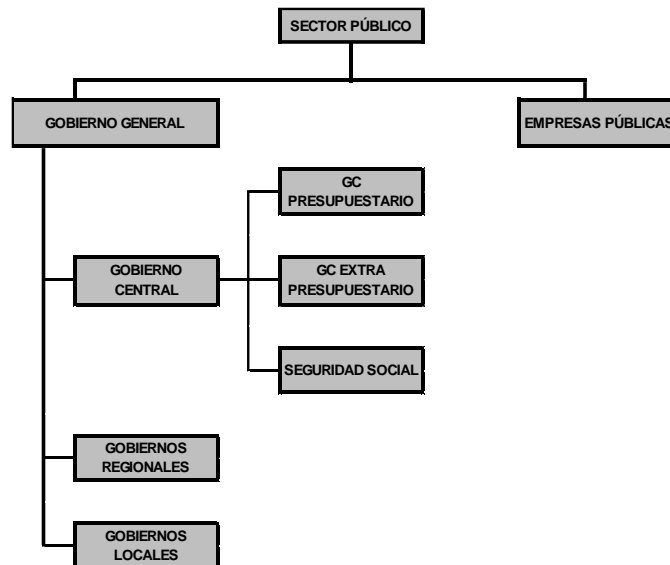 SECTOR PÚBLICO
GOBIERNO GENERAL
EMPRESAS PÚBLICAS
GC
PRESUPUESTARIO
GOBIERNO
CENTRAL
GC EXTRA
PRESUPUESTARIO
SEGURIDAD SOCIAL
GOBIERNOS
REGIONALES
GOBIERNOS
LOCALES